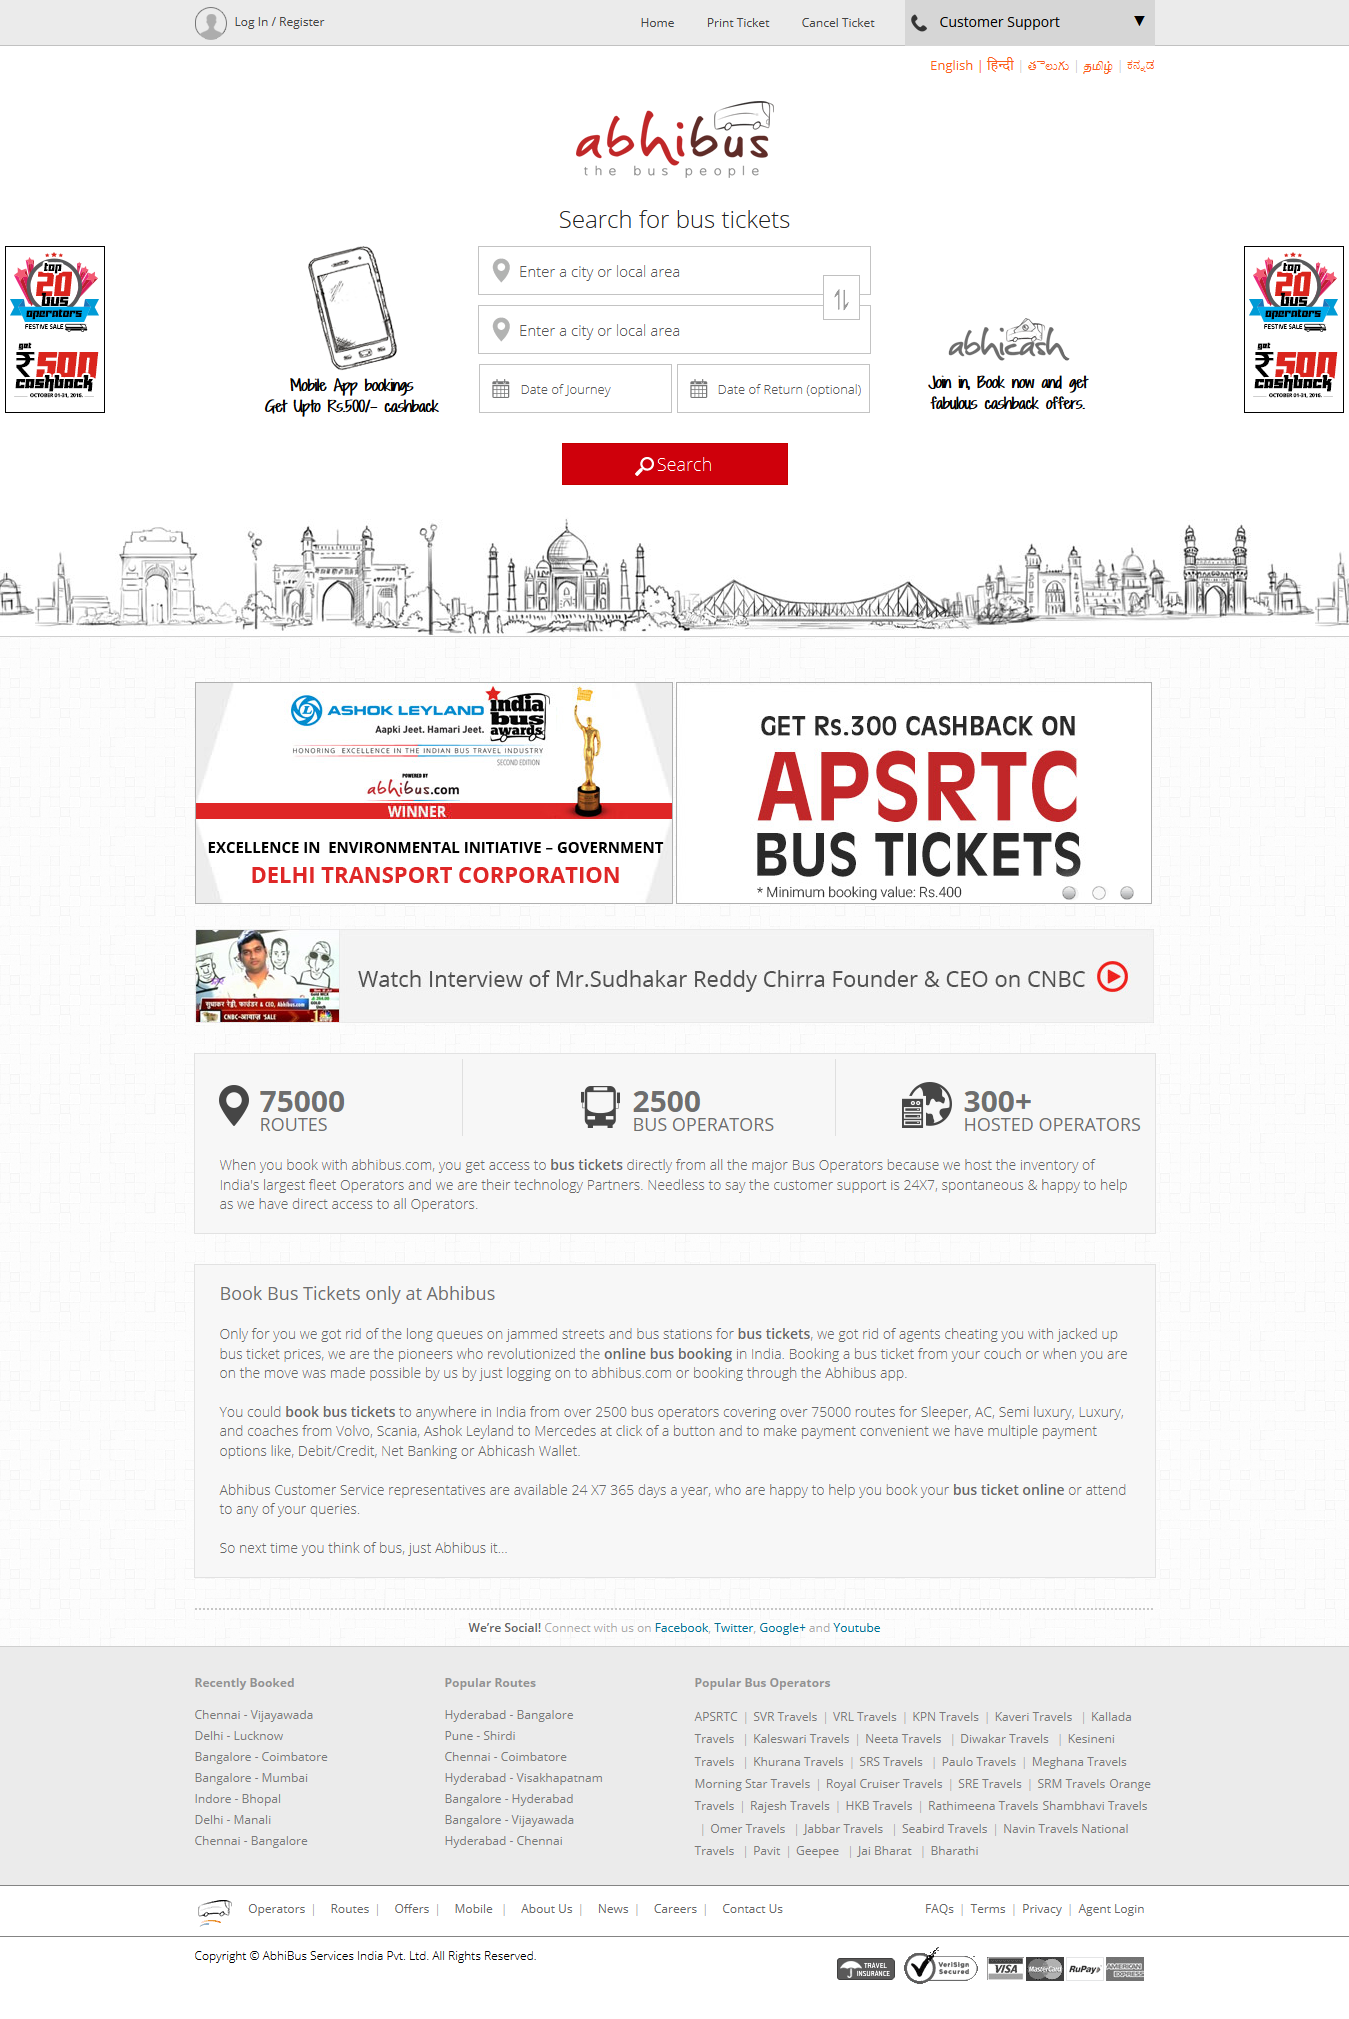 Log In / Register
Home
Print Ticket
Cancel Ticket
Customer Support
English | हिन्दी | తెలుగు | தமிழ் | ಕನ್ನಡ
abhibus
the bus people
Search for bus tickets
top
20
bus
operators
FESTIVE SALE
get
₹500
cashback
OCTOBER 01-31, 2016.
Mobile App bookings
Get Upto Rs.500/- cashback
Enter a city or local area
Enter a city or local area
Date of Journey
Date of Return (optional)
Search
abhicash
Join in, Book now and get
fabulous cashback offers.
top
20
bus
operators
FESTIVE SALE
get
₹500
cashback
OCTOBER 01-31, 2016.
ASHOK LEYLAND
Aapki Jeet. Hamari Jeet.
india
bus
awards
HONORING EXCELLENCE IN THE INDIAN BUS TRAVEL INDUSTRY
SECOND EDITION
POWERED BY
abhibus.com
WINNER
EXCELLENCE IN ENVIRONMENTAL INITIATIVE – GOVERNMENT
DELHI TRANSPORT CORPORATION
GET Rs.300 CASHBACK ON
APSRTC
BUS TICKETS
* Minimum booking value: Rs.400
सुधाकर रेड्डी, फाउंडर & CEO, Abhibus.com
CNBC-आवाज़ SALE
Watch Interview of Mr.Sudhakar Reddy Chirra Founder & CEO on CNBC
75000
ROUTES
2500
BUS OPERATORS
300+
HOSTED OPERATORS
When you book with abhibus.com, you get access to bus tickets directly from all the major Bus Operators because we host the inventory of
India's largest fleet Operators and we are their technology Partners. Needless to say the customer support is 24X7, spontaneous & happy to help
as we have direct access to all Operators.
Book Bus Tickets only at Abhibus
Only for you we got rid of the long queues on jammed streets and bus stations for bus tickets, we got rid of agents cheating you with jacked up
bus ticket prices, we are the pioneers who revolutionized the online bus booking in India. Booking a bus ticket from your couch or when you are
on the move was made possible by us by just logging on to abhibus.com or booking through the Abhibus app.
You could book bus tickets to anywhere in India from over 2500 bus operators covering over 75000 routes for Sleeper, AC, Semi luxury, Luxury,
and coaches from Volvo, Scania, Ashok Leyland to Mercedes at click of a button and to make payment convenient we have multiple payment
options like, Debit/Credit, Net Banking or Abhicash Wallet.
Abhibus Customer Service representatives are available 24 X7 365 days a year, who are happy to help you book your bus ticket online or attend
to any of your queries.
So next time you think of bus, just Abhibus it...
We're Social! Connect with us on Facebook, Twitter, Google+ and Youtube
Recently Booked
Chennai - Vijayawada
Delhi - Lucknow
Bangalore - Coimbatore
Bangalore - Mumbai
Indore - Bhopal
Delhi - Manali
Chennai - Bangalore
Popular Routes
Hyderabad - Bangalore
Pune - Shirdi
Chennai - Coimbatore
Hyderabad - Visakhapatnam
Bangalore - Hyderabad
Bangalore - Vijayawada
Hyderabad - Chennai
Popular Bus Operators
APSRTC | SVR Travels | VRL Travels | KPN Travels | Kaveri Travels | Kallada
Travels | Kaleswari Travels | Neeta Travels | Diwakar Travels | Kesineni
Travels | Khurana Travels | SRS Travels | Paulo Travels | Meghana Travels
Morning Star Travels | Royal Cruiser Travels | SRE Travels | SRM Travels Orange
Travels | Rajesh Travels | HKB Travels | Rathimeena Travels Shambhavi Travels
| Omer Travels | Jabbar Travels | Seabird Travels | Navin Travels National
Travels | Pavit | Geepee | Jai Bharat | Bharathi
Operators | Routes | Offers | Mobile | About Us | News | Careers | Contact Us
FAQs | Terms | Privacy | Agent Login
Copyright © AbhiBus Services India Pvt. Ltd. All Rights Reserved.
TRAVEL
INSURANCE
VeriSign
Secured
VISA
MasterCard
RuPay
AMERICAN
EXPRESS